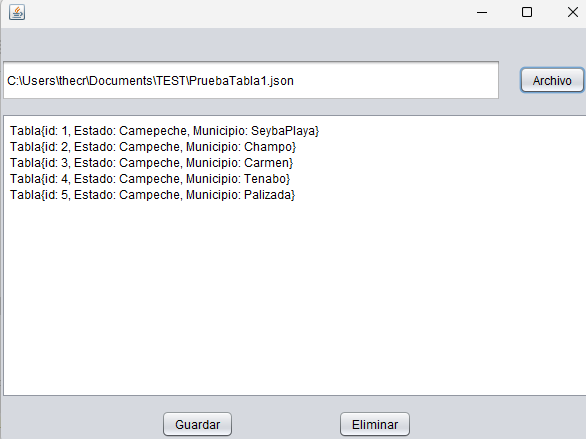 C:\Users\thecr\Documents\TEST\PruebaTabla1.json
Archivo
Tabla{id: 1, Estado: Camepeche, Municipio: SeybaPlaya}
Tabla{id: 2, Estado: Campeche, Municipio: Champo}
Tabla{id: 3, Estado: Campeche, Municipio: Carmen}
Tabla{id: 4, Estado: Campeche, Municipio: Tenabo}
Tabla{id: 5, Estado: Campeche, Municipio: Palizada}
Guardar
Eliminar